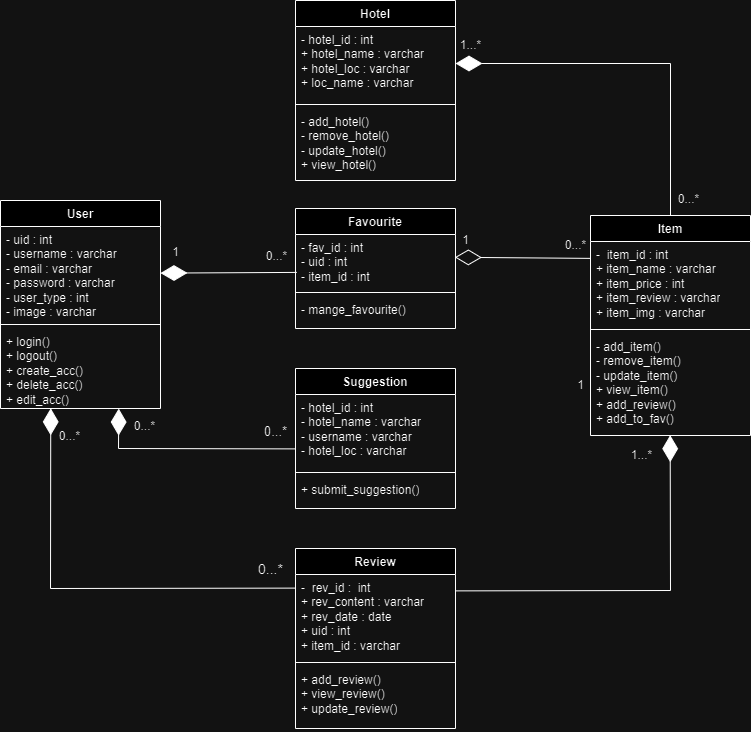 Hotel
- hotel_id : int
+ hotel_name : varchar
+ hotel_loc : varchar
+ loc_name : varchar
- add_hotel()
- remove_hotel()
- update_hotel()
+ view_hotel()
1...*
0...*
User
- uid : int
- username : varchar
- email : varchar
- password : varchar
- user_type : int
- image : varchar
+ login()
+ logout()
+ create_acc()
+ delete_acc()
+ edit_acc()
1
0...*
Favourite
- fav_id : int
- uid : int
- item_id : int
- mange_favourite()
1
0...*
Item
- item_id : int
+ item_name : varchar
+ item_price : int
+ item_review : varchar
+ item_img : varchar
- add_item()
- remove_item()
- update_item()
+ view_item()
+ add_review()
+ add_to_fav()
1
Suggestion
- hotel_id : int
- hotel_name : varchar
- username : varchar
- hotel_loc : varchar
+ submit_suggestion()
0...*
0...*
0...*
1...*
0...*
Review
- rev_id : int
+ rev_content : varchar
+ rev_date : date
+ uid : int
+ item_id : varchar
+ add_review()
+ view_review()
+ update_review()